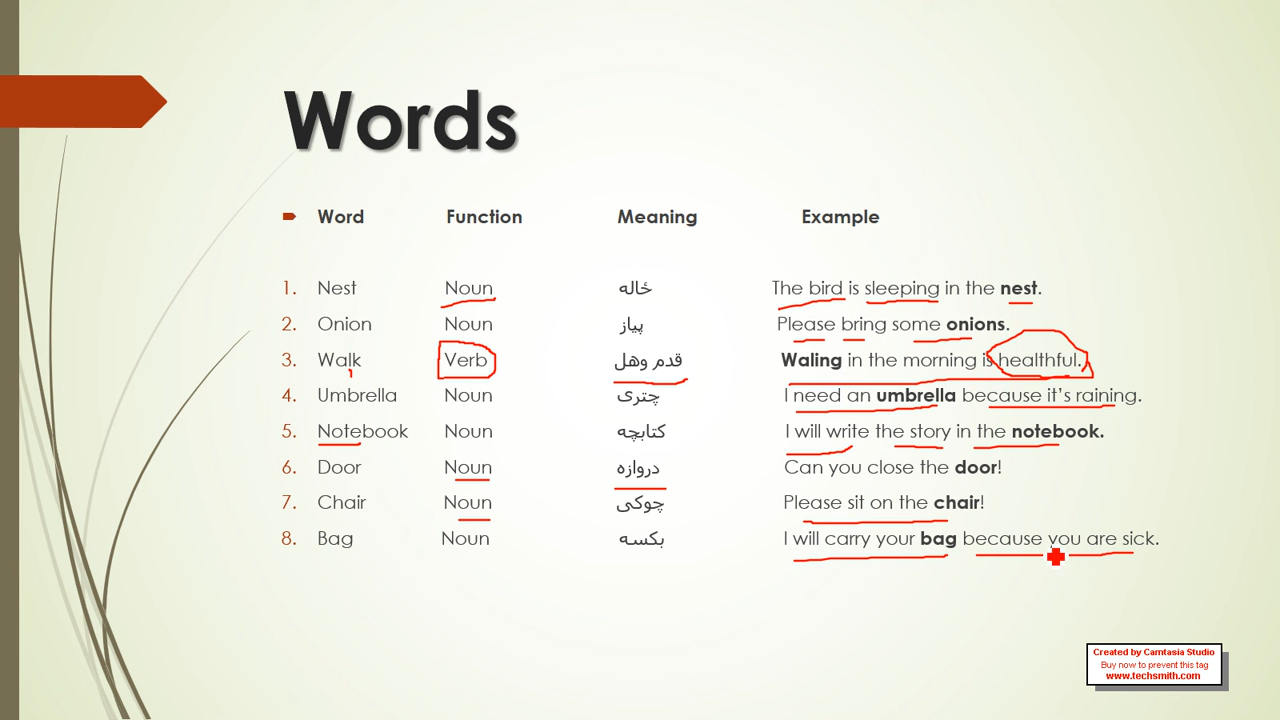 Words
Word Function Meaning Example
1. Nest Noun ځاله The bird is sleeping in the nest.
2. Onion Noun پیاز Please bring some onions.
3. Walk Verb قدم وهل Waling in the morning is healthful.
4. Umbrella Noun چتری I need an umbrella because it’s raining.
5. Notebook Noun کتابچه I will write the story in the notebook.
6. Door Noun دروازه Can you close the door!
7. Chair Noun چوکی Please sit on the chair!
8. Bag Noun بکسه I will carry your bag because you are sick.
Created by Camtasia Studio
Buy now to prevent this tag
www.techsmith.com